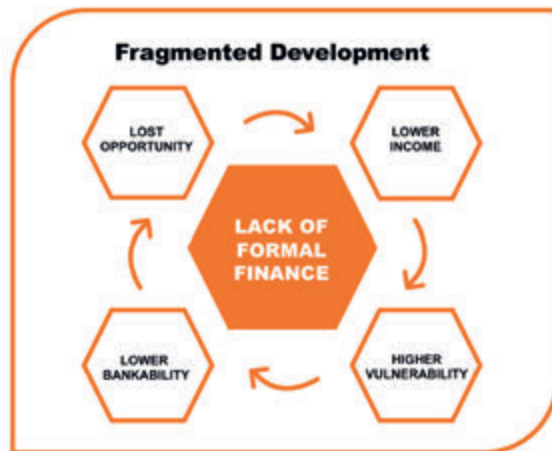 Fragmented Development
LOST
OPPORTUNITY
LOWER
INCOME
LACK OF
FORMAL
FINANCE
LOWER
BANKABILITY
HIGHER
VULNERABILITY